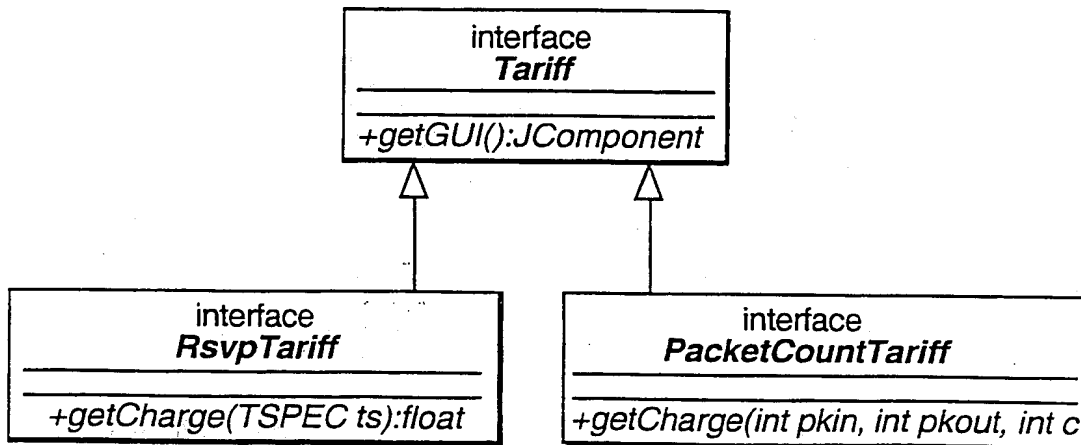 interface
Tariff
+getGUI():JComponent
interface
RsvpTariff
+getCharge(TSPEC ts):float
interface
PacketCountTariff
+getCharge(int pkin, int pkout, int c